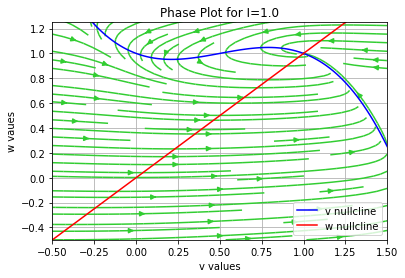 Phase Plot for I=1.0
w values
1.2
1.0
0.8
0.6
0.4
0.2
0.0
−0.2
−0.4
−0.50 −0.25 0.00 0.25 0.50 0.75 1.00 1.25 1.50
v values
v nullcline
w nullcline